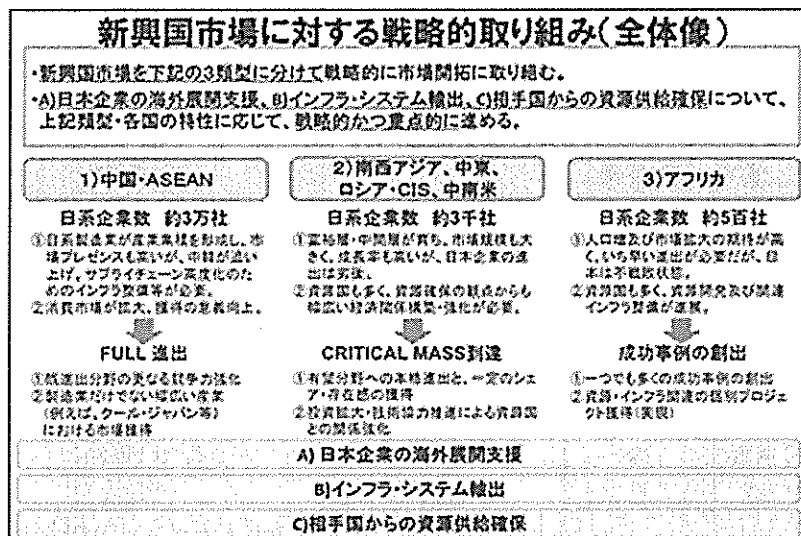 新興国市場に対する戦略的取り組み(全体像)
・新興国市場を下記の3類型に分けて戦略的に市場開拓に取り組む。
・A)日本企業の海外展開支援、B)インフラ・システム輸出、C)相手国からの資源供給確保について、
上記類型・各国の特性に応じて、戦略的かつ重点的に進める。
1)中国・ASEAN
日系企業数 約3万社
①日系製造業が産業集積を形成し、市
場プレゼンスも高いが、中韓が追い
上げ。サプライチェーン高度化のた
めのインフラ整備等が必要。
②消費市場が拡大、獲得の意義向上。
FULL 進出
①既進出分野の更なる競争力強化
②製造業だけでない幅広い産業
(例えば、クール・ジャパン等)
における市場獲得
2)南西アジア、中東、
ロシア・CIS、中南米
日系企業数 約3千社
①富裕層・中間層が育ち、市場規模も大
きく、成長率も高いが、日本企業の進
出は劣後。
②資源国も多く、資源確保の観点からも
幅広い経済関係構築・強化が必要。
CRITICAL MASS到達
①有望分野への本格進出と、一定のシェ
ア・存在感の獲得
②投資拡大・技術協力推進による資源国
との関係強化
3)アフリカ
日系企業数 約5百社
①人口増及び市場拡大の期待が高
く、いち早い進出が必要だが、日
本は不戦敗状態。
②資源国も多く、資源開発及び関連
インフラ整備が進展。
成功事例の創出
①一つでも多くの成功事例の創出
②資源・インフラ関連の個別プロジェ
クト獲得(実現)
A) 日本企業の海外展開支援
B)インフラ・システム輸出
C)相手国からの資源供給確保